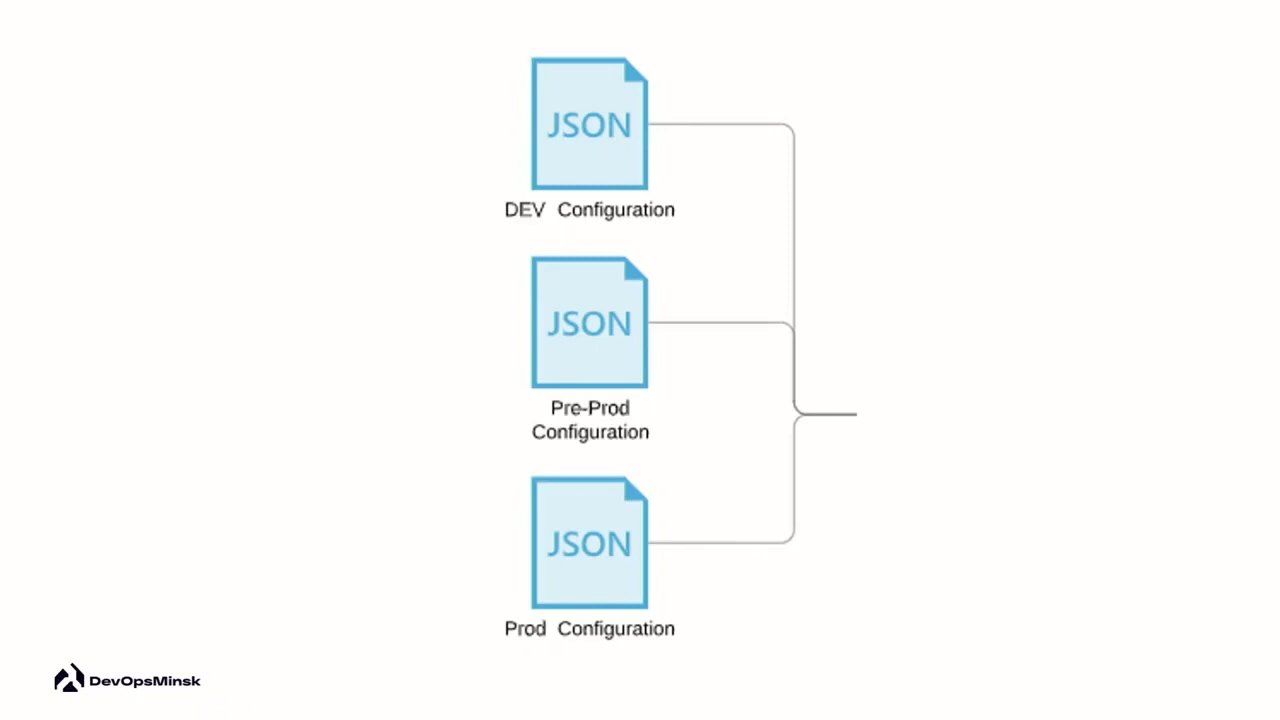 JSON
DEV Configuration
JSON
Pre-Prod
Configuration
JSON
Prod Configuration
DevOpsMinsk